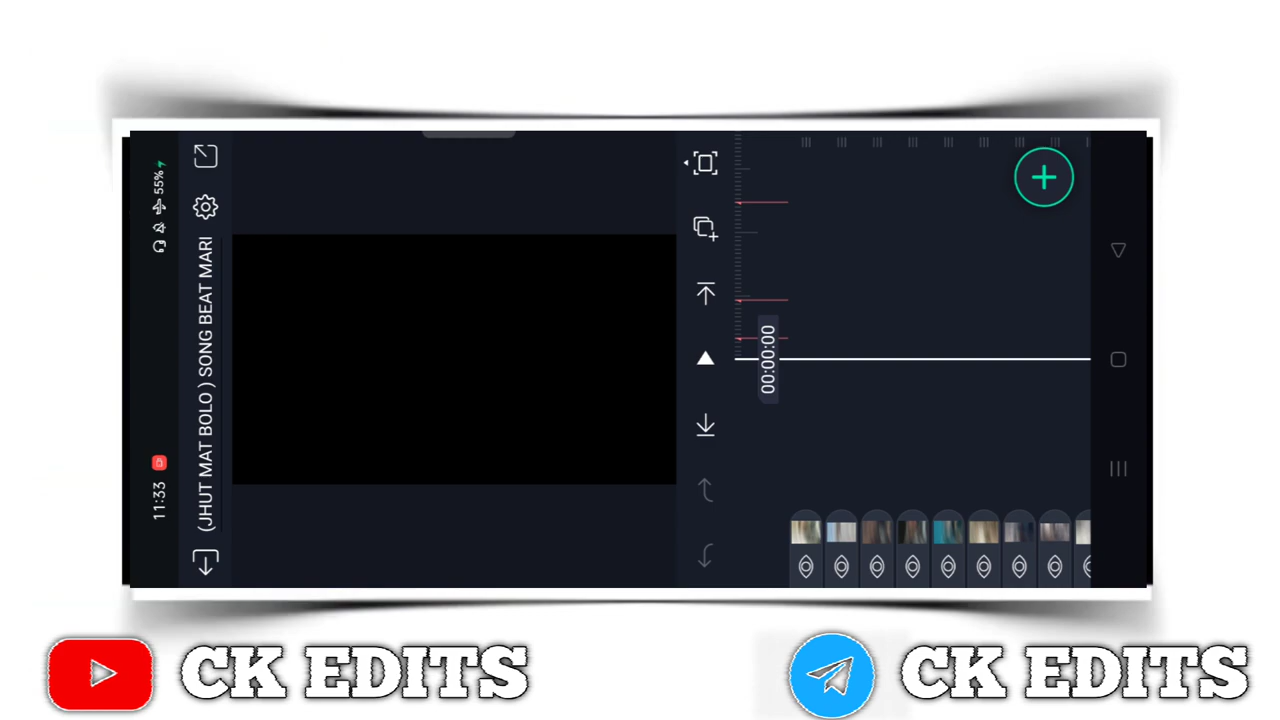 55%
11:33
(JHUT MAT BOLO ) SONG BEAT MARI
00:00:00
CK EDITS
CK EDITS